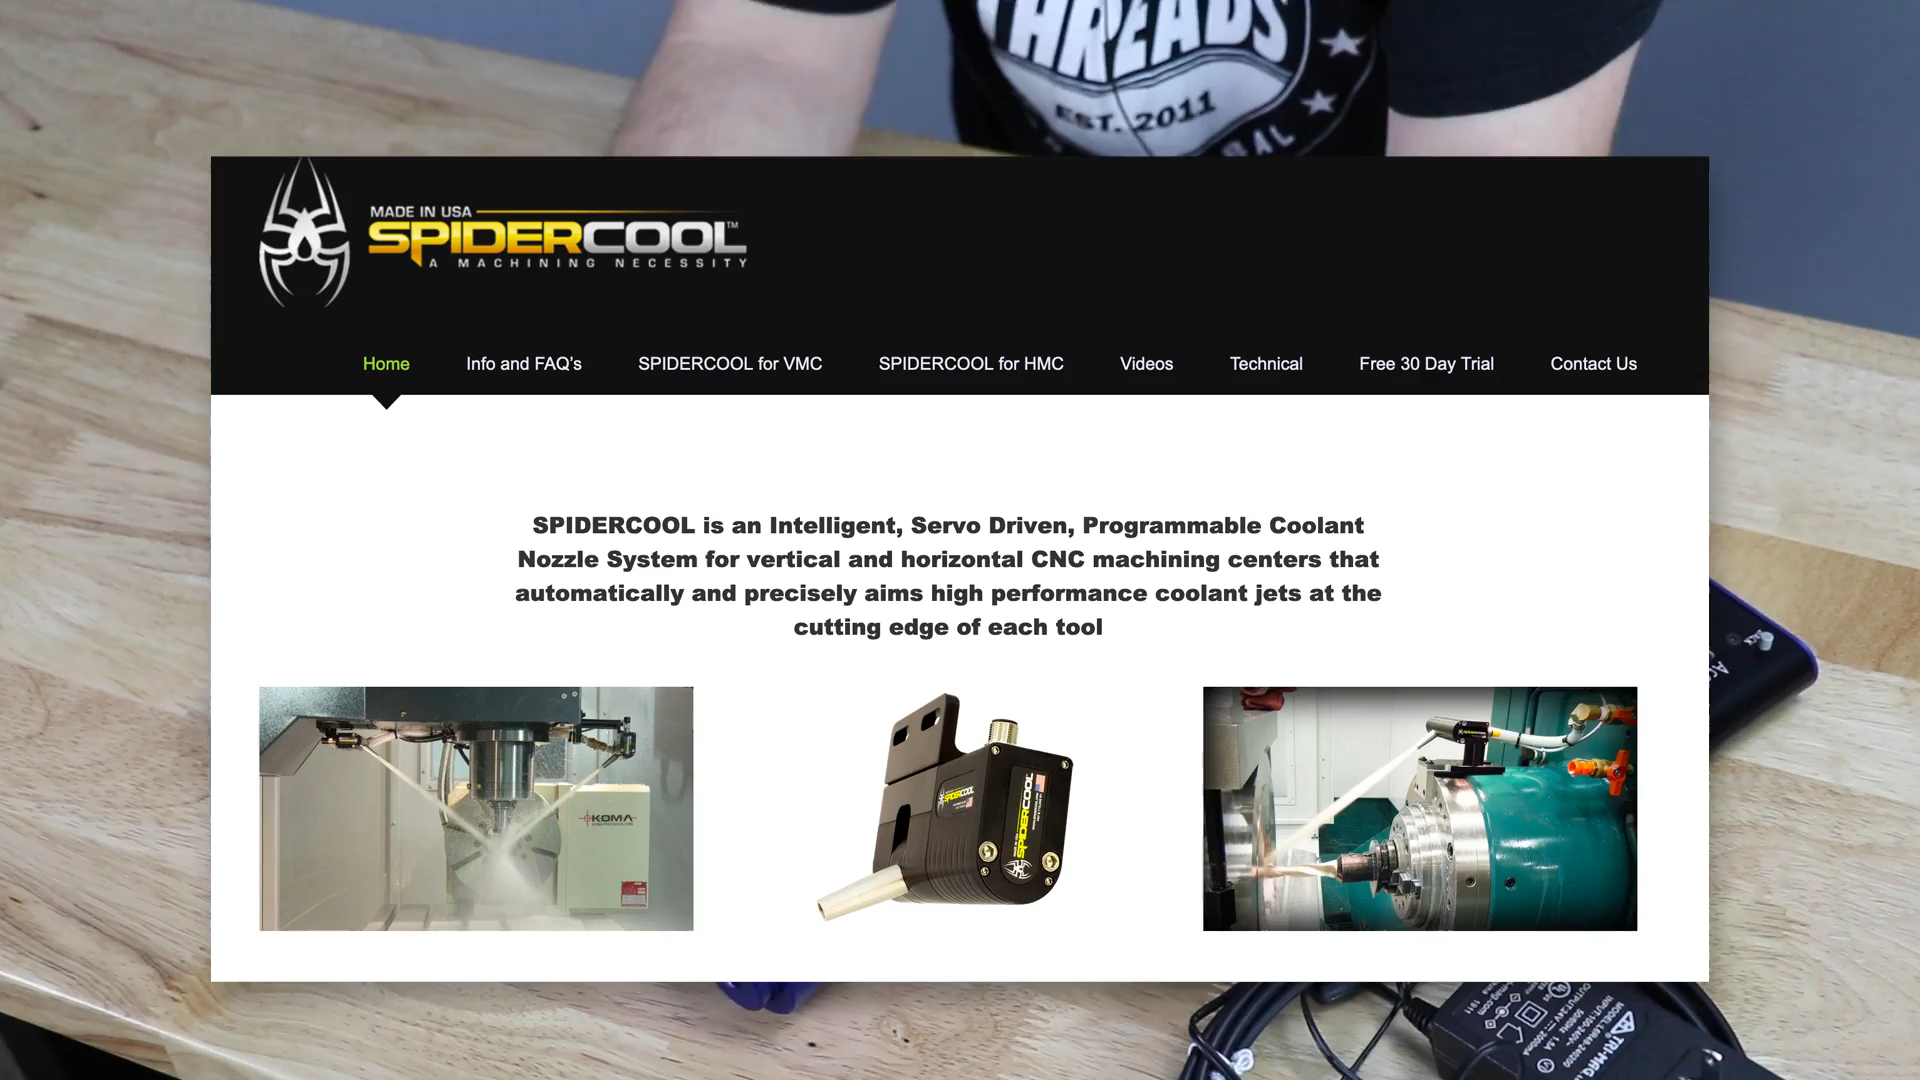 THREADS
EST. 2011
MADE IN USA
SPIDERCOOL™
A MACHINING NECESSITY
Home
Info and FAQ's
SPIDERCOOL for VMC
SPIDERCOOL for HMC
Videos
Technical
Free 30 Day Trial
Contact Us
SPIDERCOOL is an Intelligent, Servo Driven, Programmable Coolant
Nozzle System for vertical and horizontal CNC machining centers that
automatically and precisely aims high performance coolant jets at the
cutting edge of each tool
KOMA
SPIDERCOOL
SPIDERCOOL
TRI-MAG,